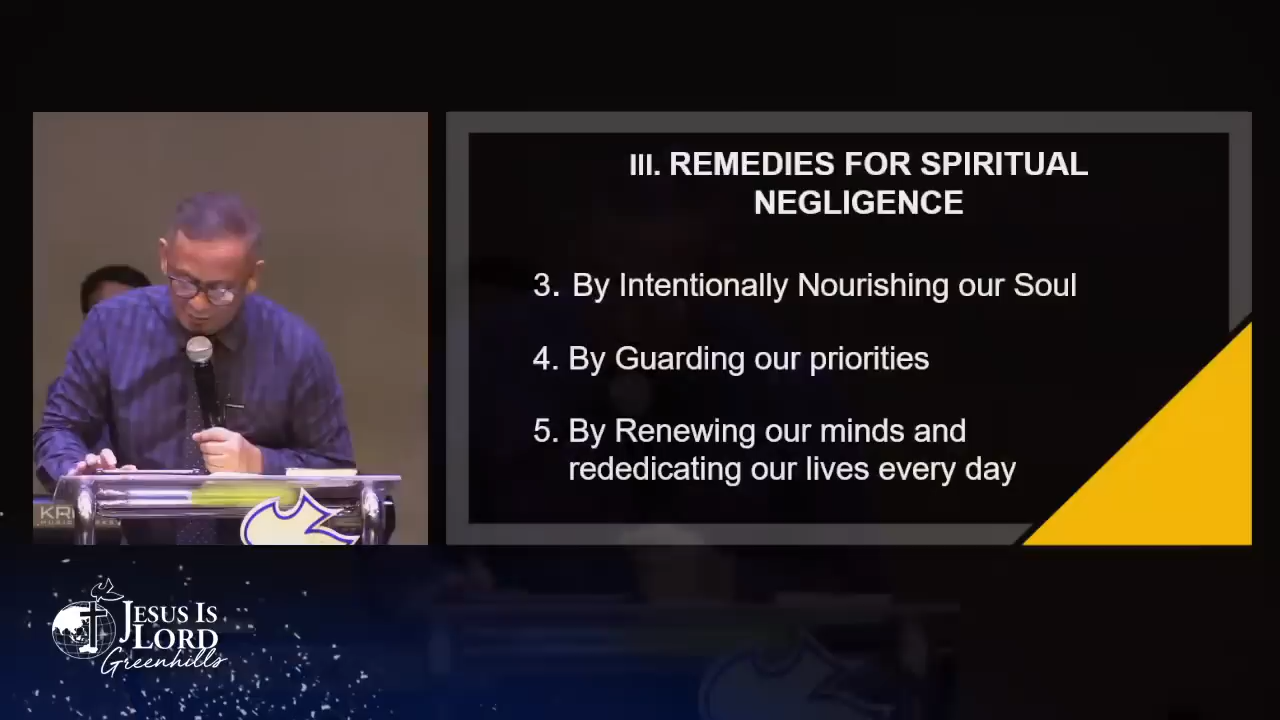 III. REMEDIES FOR SPIRITUAL
NEGLIGENCE
3. By Intentionally Nourishing our Soul
4. By Guarding our priorities
5. By Renewing our minds and
rededicating our lives every day
JESUS IS
LORD
Greenhills